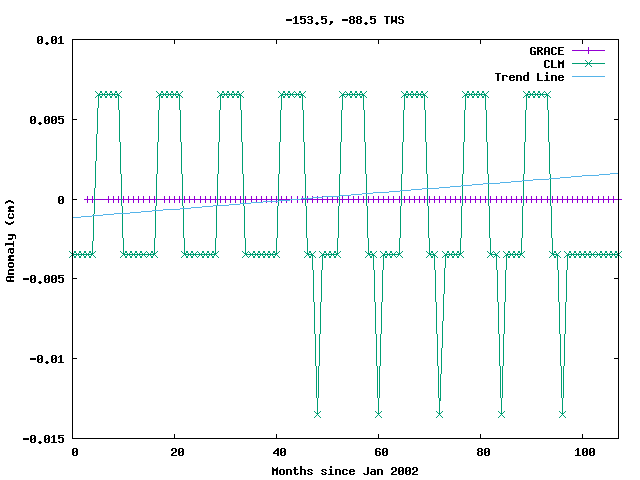 -153.5, -88.5 TWS
0.01
GRACE
CLM
Trend Line
0.005
0
Anomaly (cm)
-0.005
-0.01
-0.015
0 20 40 60 80 100
Months since Jan 2002